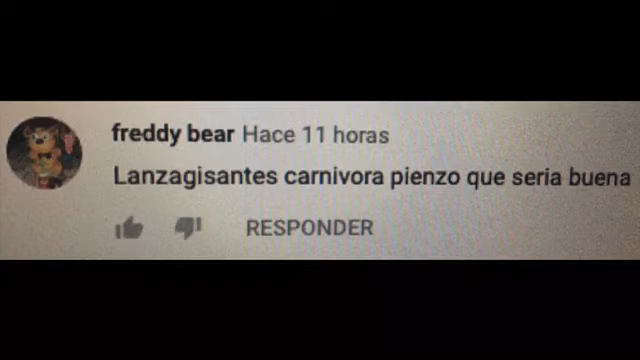 freddy bear Hace 11 horas
Lanzagisantes carnivora pienzo que seria buena
RESPONDER